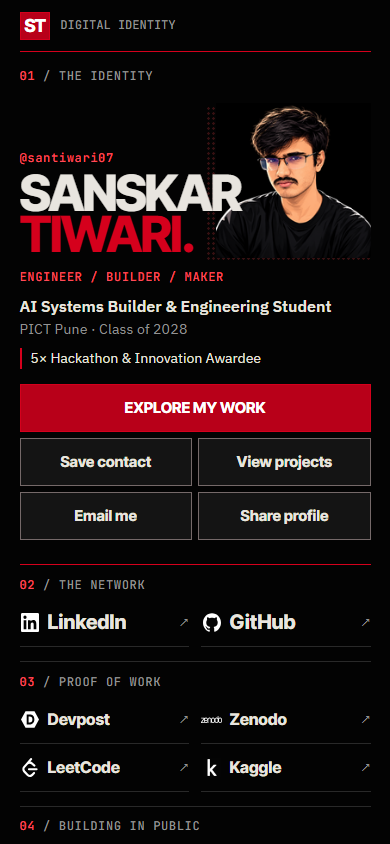 ST DIGITAL IDENTITY
01 / THE IDENTITY
@santiwari07
SANSKAR
TIWARI.
ENGINEER / BUILDER / MAKER
AI Systems Builder & Engineering Student
PICT Pune · Class of 2028
5× Hackathon & Innovation Awardee
EXPLORE MY WORK
Save contact
View projects
Email me
Share profile
02 / THE NETWORK
in LinkedIn ↗
GitHub ↗
03 / PROOF OF WORK
Devpost ↗
zenodo Zenodo ↗
LeetCode ↗
k Kaggle ↗
04 / BUILDING IN PUBLIC